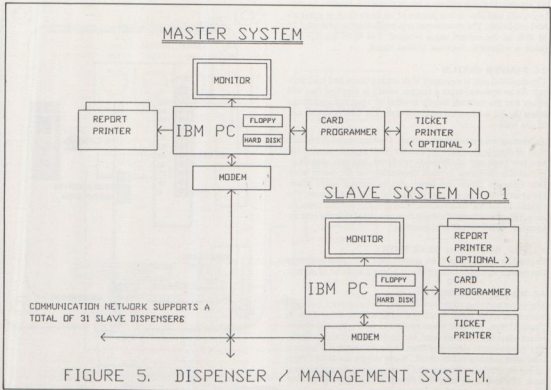 MASTER SYSTEM
MONITOR
REPORT
PRINTER
IBM PC
FLOPPY
HARD DISK
CARD
PROGRAMMER
TICKET
PRINTER
( OPTIONAL )
MODEM
SLAVE SYSTEM No 1
MONITOR
REPORT
PRINTER
( OPTIONAL )
IBM PC
FLOPPY
HARD DISK
CARD
PROGRAMMER
TICKET
PRINTER
MODEM
COMMUNICATION NETWORK SUPPORTS A
TOTAL OF 31 SLAVE DISPENSERS
FIGURE 5. DISPENSER / MANAGEMENT SYSTEM.